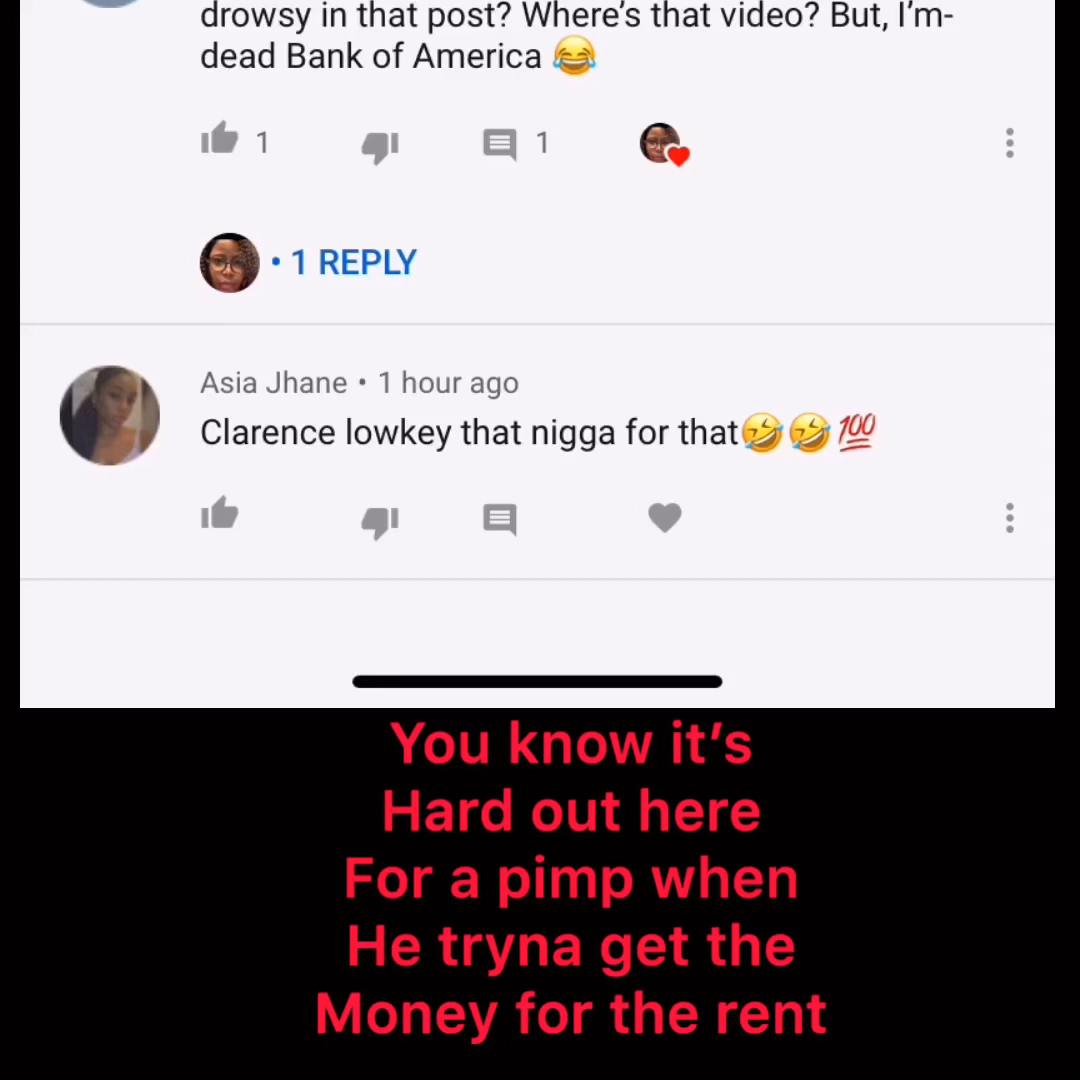 drowsy in that post? Where’s that video? But, I’m-
dead Bank of America 😂
1
1
• 1 REPLY
Asia Jhane • 1 hour ago
Clarence lowkey that nigga for that🤣🤣💯
You know it’s
Hard out here
For a pimp when
He tryna get the
Money for the rent